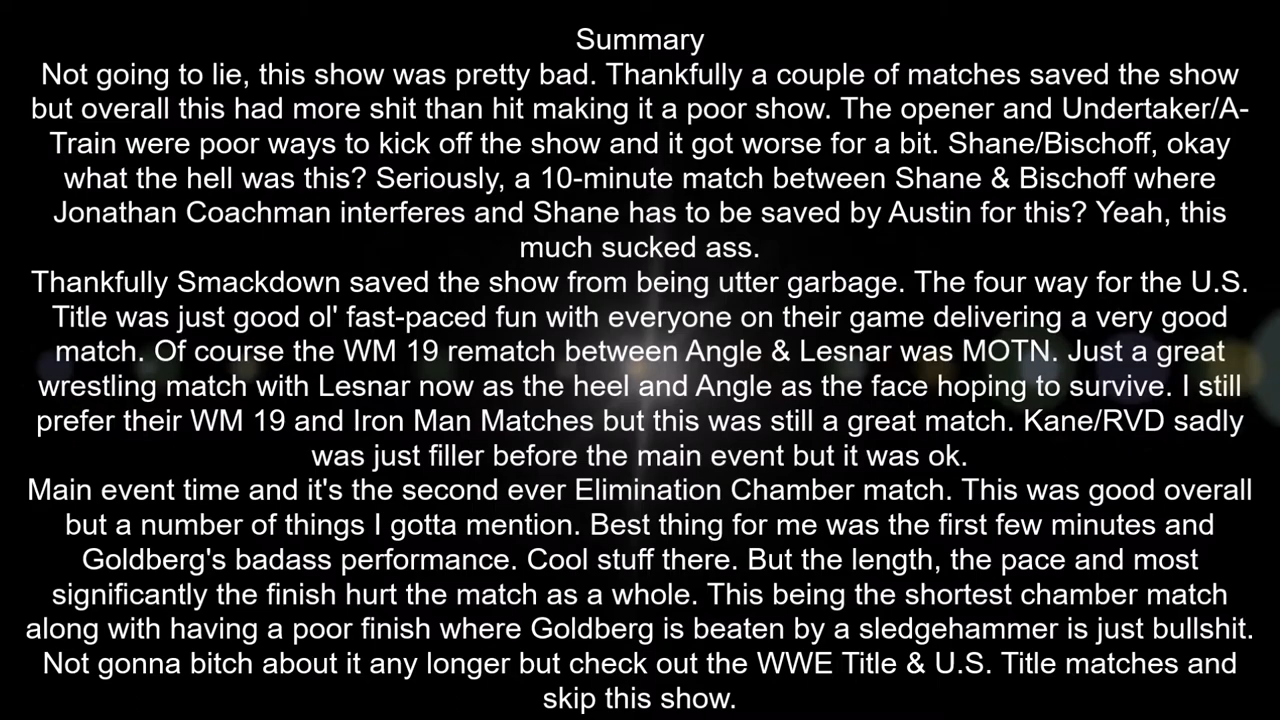 Summary
Not going to lie, this show was pretty bad. Thankfully a couple of matches saved the show
but overall this had more shit than hit making it a poor show. The opener and Undertaker/A-
Train were poor ways to kick off the show and it got worse for a bit. Shane/Bischoff, okay
what the hell was this? Seriously, a 10-minute match between Shane & Bischoff where
Jonathan Coachman interferes and Shane has to be saved by Austin for this? Yeah, this
much sucked ass.
Thankfully Smackdown saved the show from being utter garbage. The four way for the U.S.
Title was just good ol' fast-paced fun with everyone on their game delivering a very good
match. Of course the WM 19 rematch between Angle & Lesnar was MOTN. Just a great
wrestling match with Lesnar now as the heel and Angle as the face hoping to survive. I still
prefer their WM 19 and Iron Man Matches but this was still a great match. Kane/RVD sadly
was just filler before the main event but it was ok.
Main event time and it's the second ever Elimination Chamber match. This was good overall
but a number of things I gotta mention. Best thing for me was the first few minutes and
Goldberg's badass performance. Cool stuff there. But the length, the pace and most
significantly the finish hurt the match as a whole. This being the shortest chamber match
along with having a poor finish where Goldberg is beaten by a sledgehammer is just bullshit.
Not gonna bitch about it any longer but check out the WWE Title & U.S. Title matches and
skip this show.